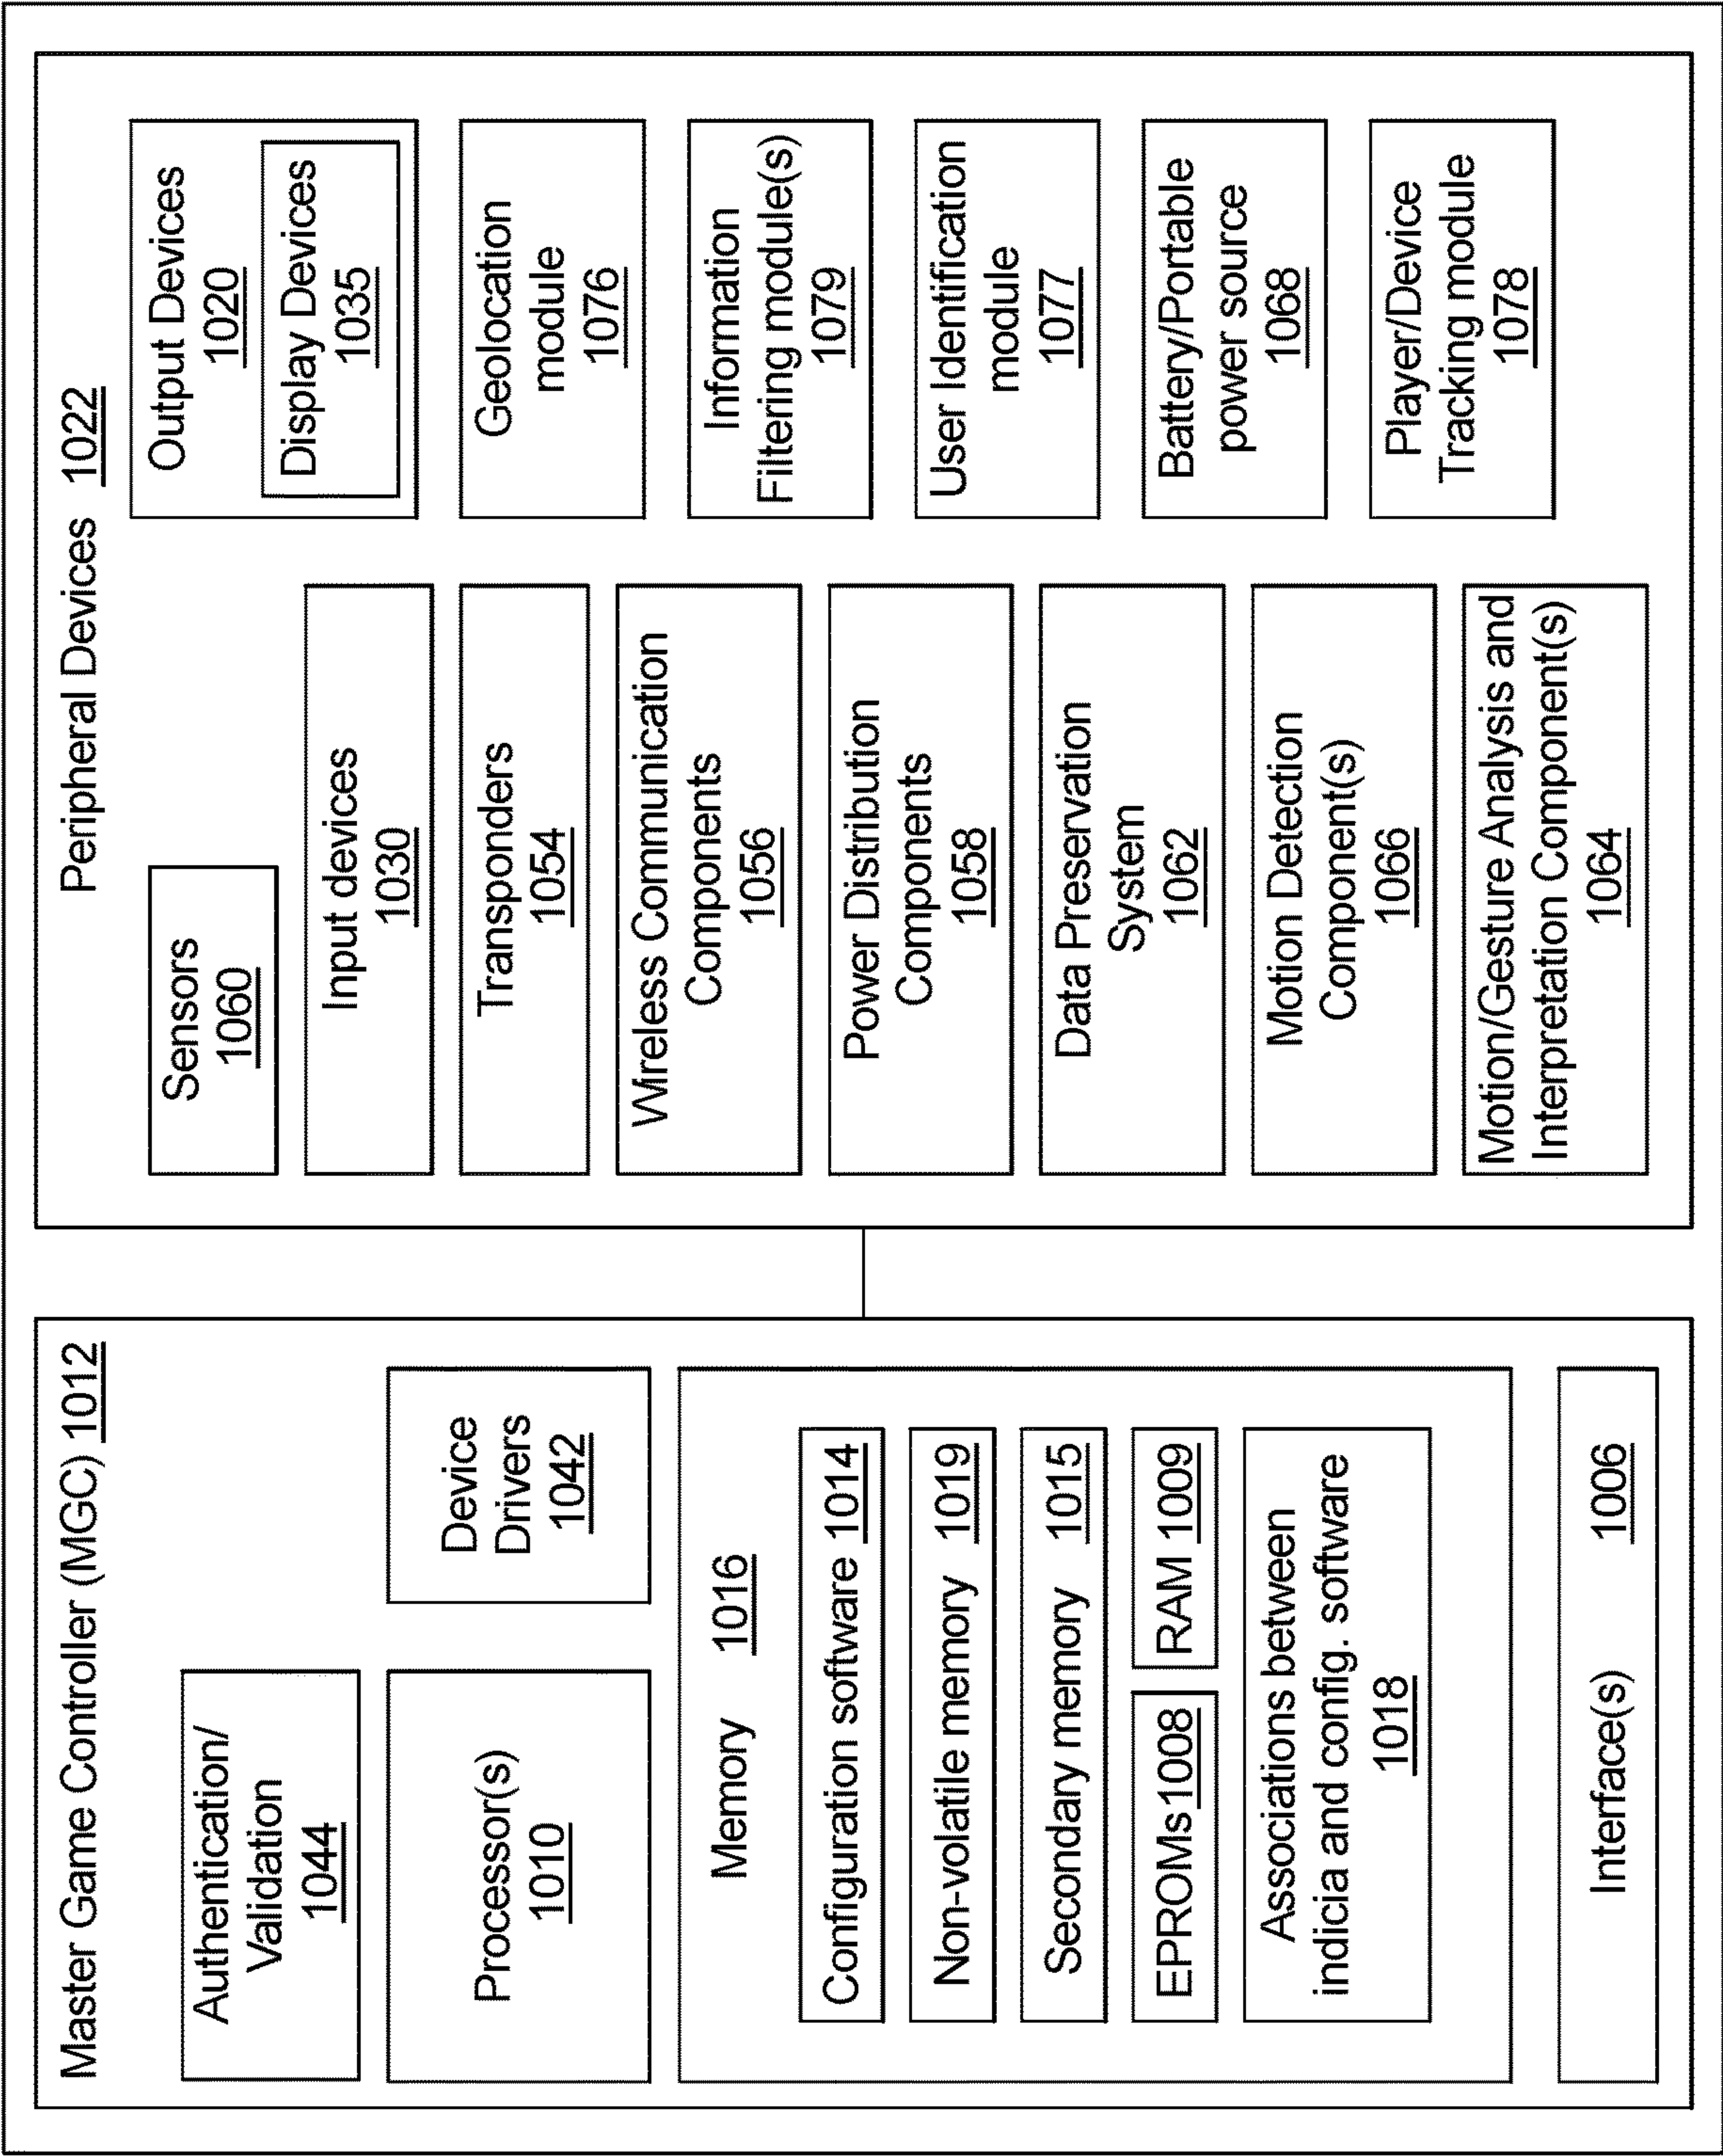 Master Game Controller (MGC) 1012
Authentication/
Validation
1044
Processor(s)
1010
Device
Drivers
1042
Memory 1016
Configuration software 1014
Non-volatile memory 1019
Secondary memory 1015
EPROMs 1008
RAM 1009
Associations between
indicia and config. software
1018
Interface(s) 1006
Peripheral Devices 1022
Sensors
1060
Input devices
1030
Transponders
1054
Wireless Communication
Components
1056
Power Distribution
Components
1058
Data Preservation
System
1062
Motion Detection
Component(s)
1066
Motion/Gesture Analysis and
Interpretation Component(s)
1064
Output Devices
1020
Display Devices
1035
Geolocation
module
1076
Information
Filtering module(s)
1079
User Identification
module
1077
Battery/Portable
power source
1068
Player/Device
Tracking module
1078